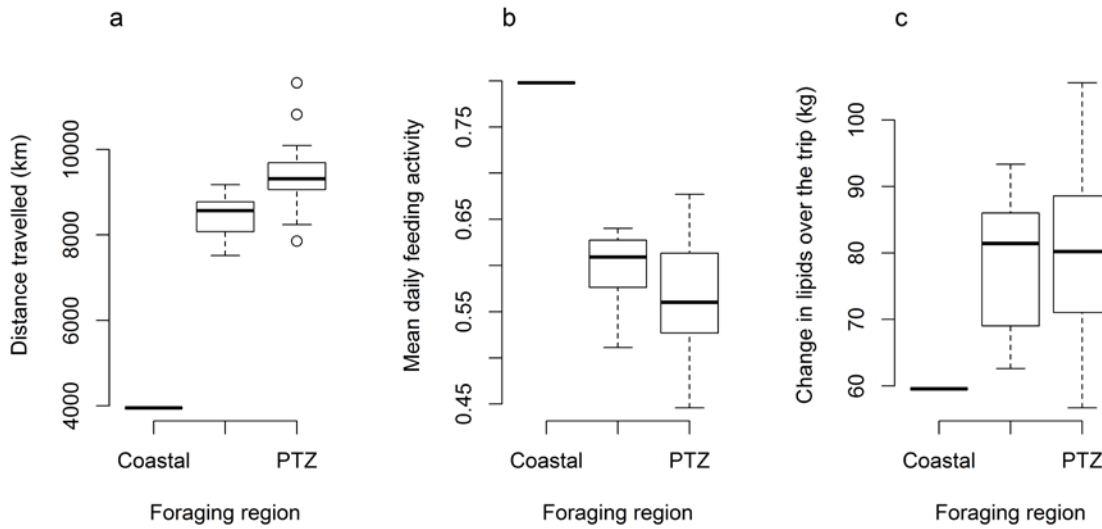 a
Distance travelled (km)
4000
6000
8000
10000
Coastal
PTZ
Foraging region
b
Mean daily feeding activity
0.45
0.55
0.65
0.75
Coastal
PTZ
Foraging region
c
Change in lipids over the trip (kg)
60
70
80
90
100
Coastal
PTZ
Foraging region